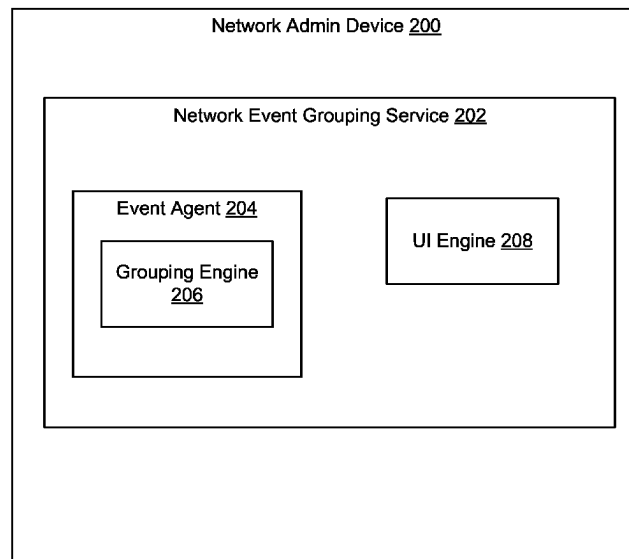 Network Admin Device 200
Network Event Grouping Service 202
Event Agent 204
Grouping Engine
206
UI Engine 208